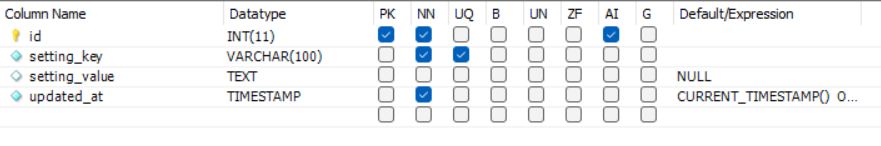 Column Name Datatype PK NN UQ B UN ZF AI G Default/Expression
id INT(11)
setting_key VARCHAR(100)
setting_value TEXT NULL
updated_at TIMESTAMP CURRENT_TIMESTAMP() O...